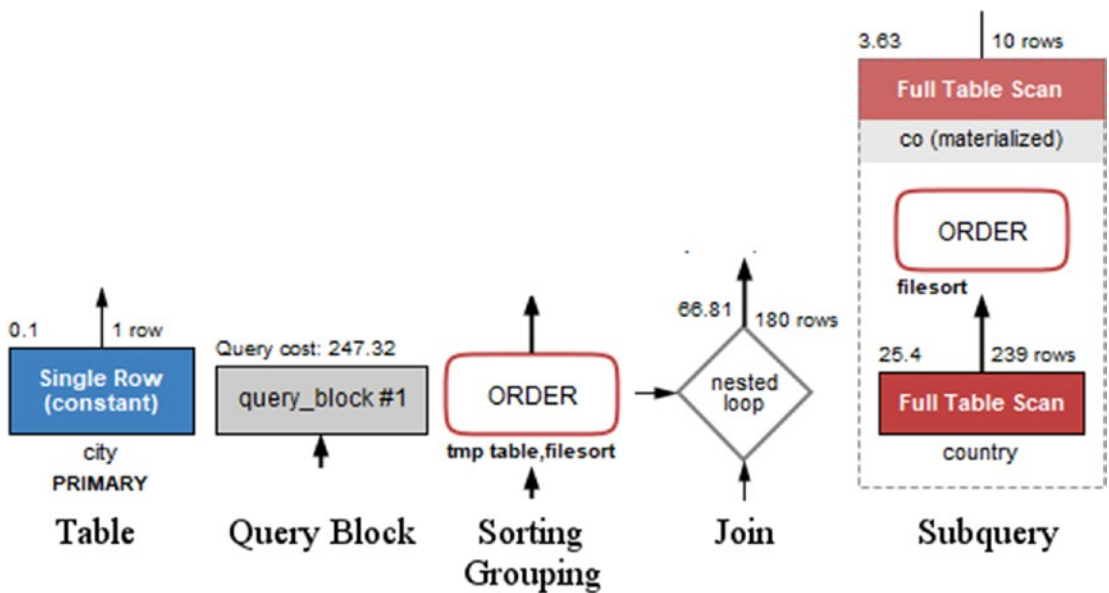 0.1
1 row
Single Row
(constant)
city
PRIMARY
Table
Query cost: 247.32
query_block #1
Query Block
ORDER
tmp table,filesort
Sorting
Grouping
66.81
180 rows
nested
loop
Join
3.63
10 rows
Full Table Scan
co (materialized)
ORDER
filesort
25.4
239 rows
Full Table Scan
country
Subquery